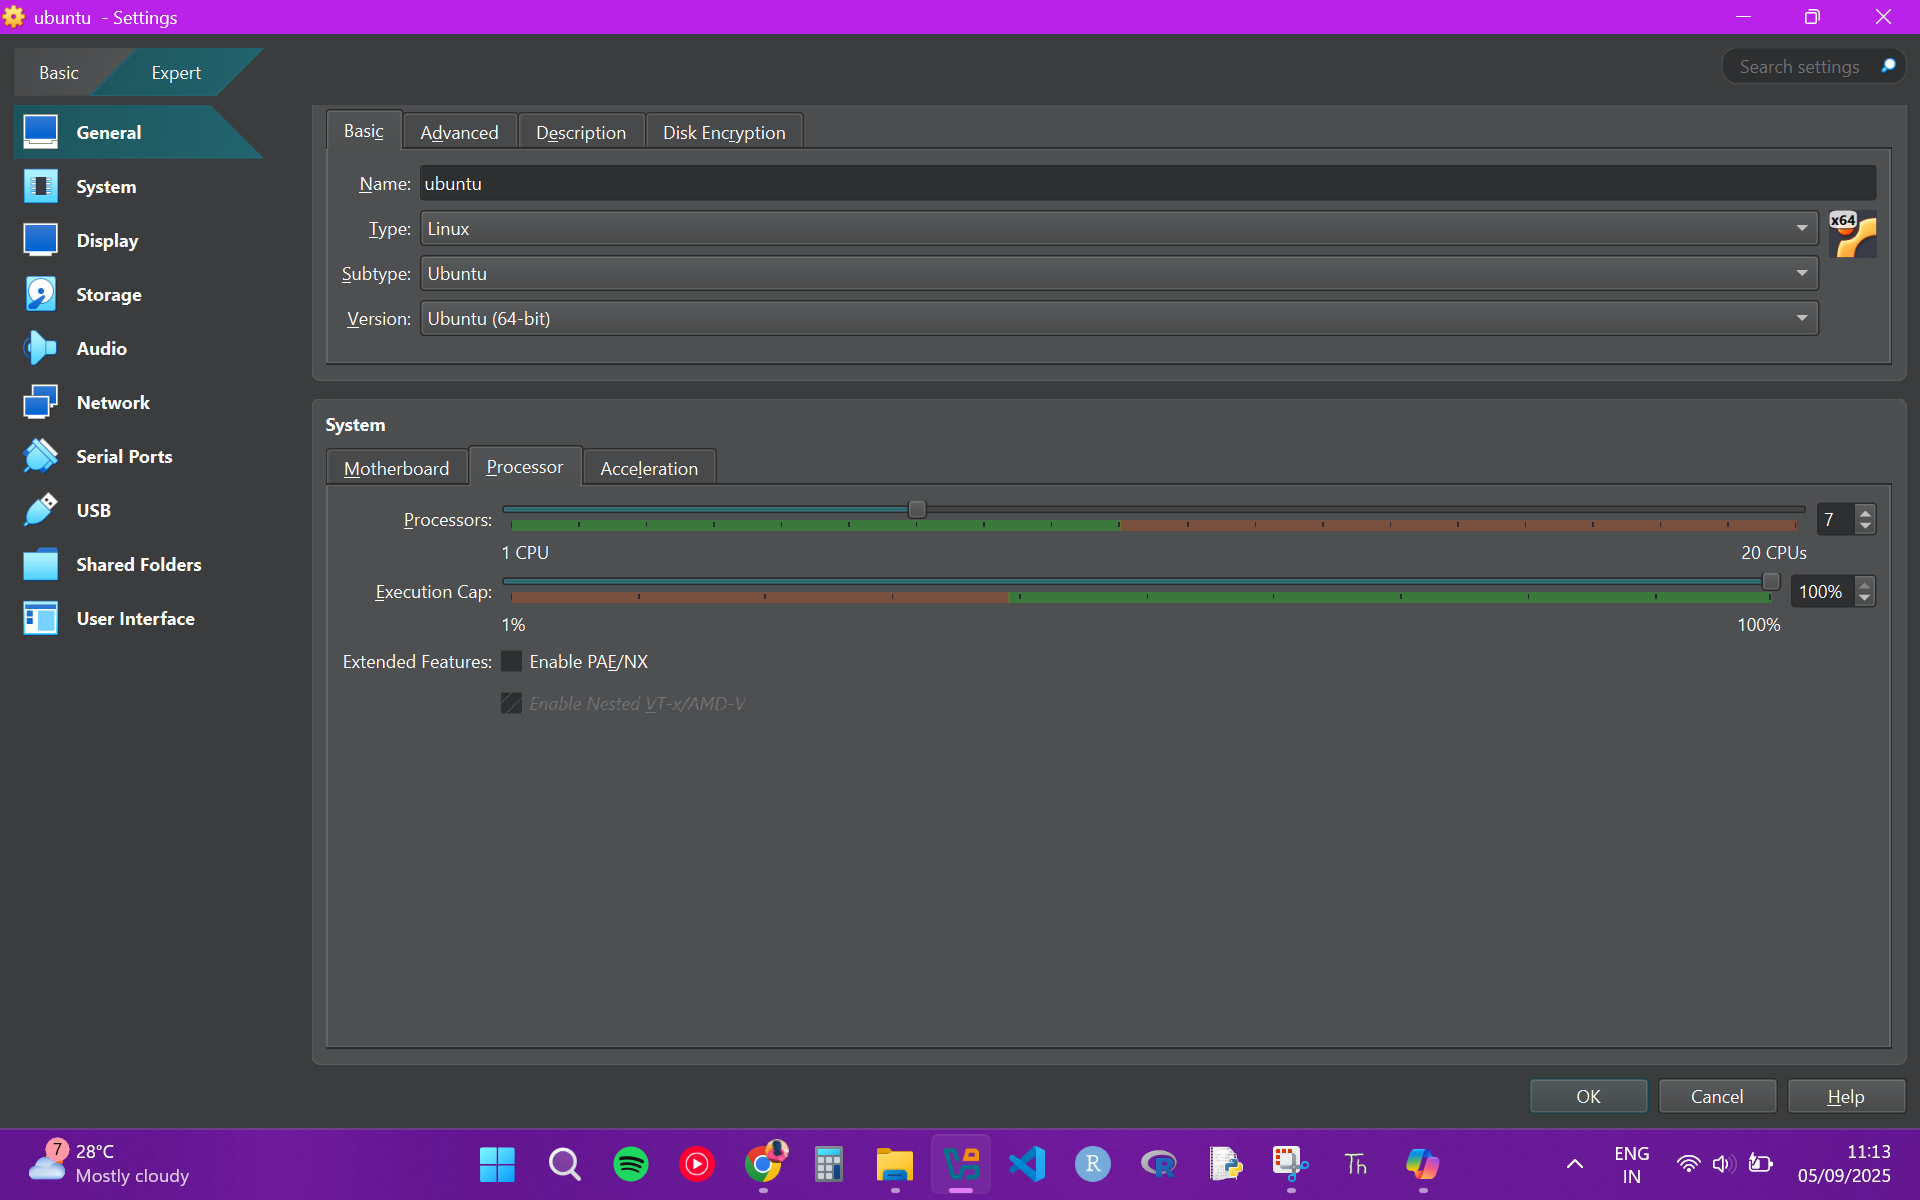 ubuntu - Settings
Basic
Expert
Search settings
General
System
Display
Storage
Audio
Network
Serial Ports
USB
Shared Folders
User Interface
Basic
Advanced
Description
Disk Encryption
Name:
ubuntu
Type:
Linux
x64
Subtype:
Ubuntu
Version:
Ubuntu (64-bit)
System
Motherboard
Processor
Acceleration
Processors:
7
1 CPU
20 CPUs
Execution Cap:
100%
1%
100%
Extended Features:
Enable PAE/NX
Enable Nested VT-x/AMD-V
OK
Cancel
Help
7
28°C
Mostly cloudy
R
R
Th
ENG
IN
11:13
05/09/2025